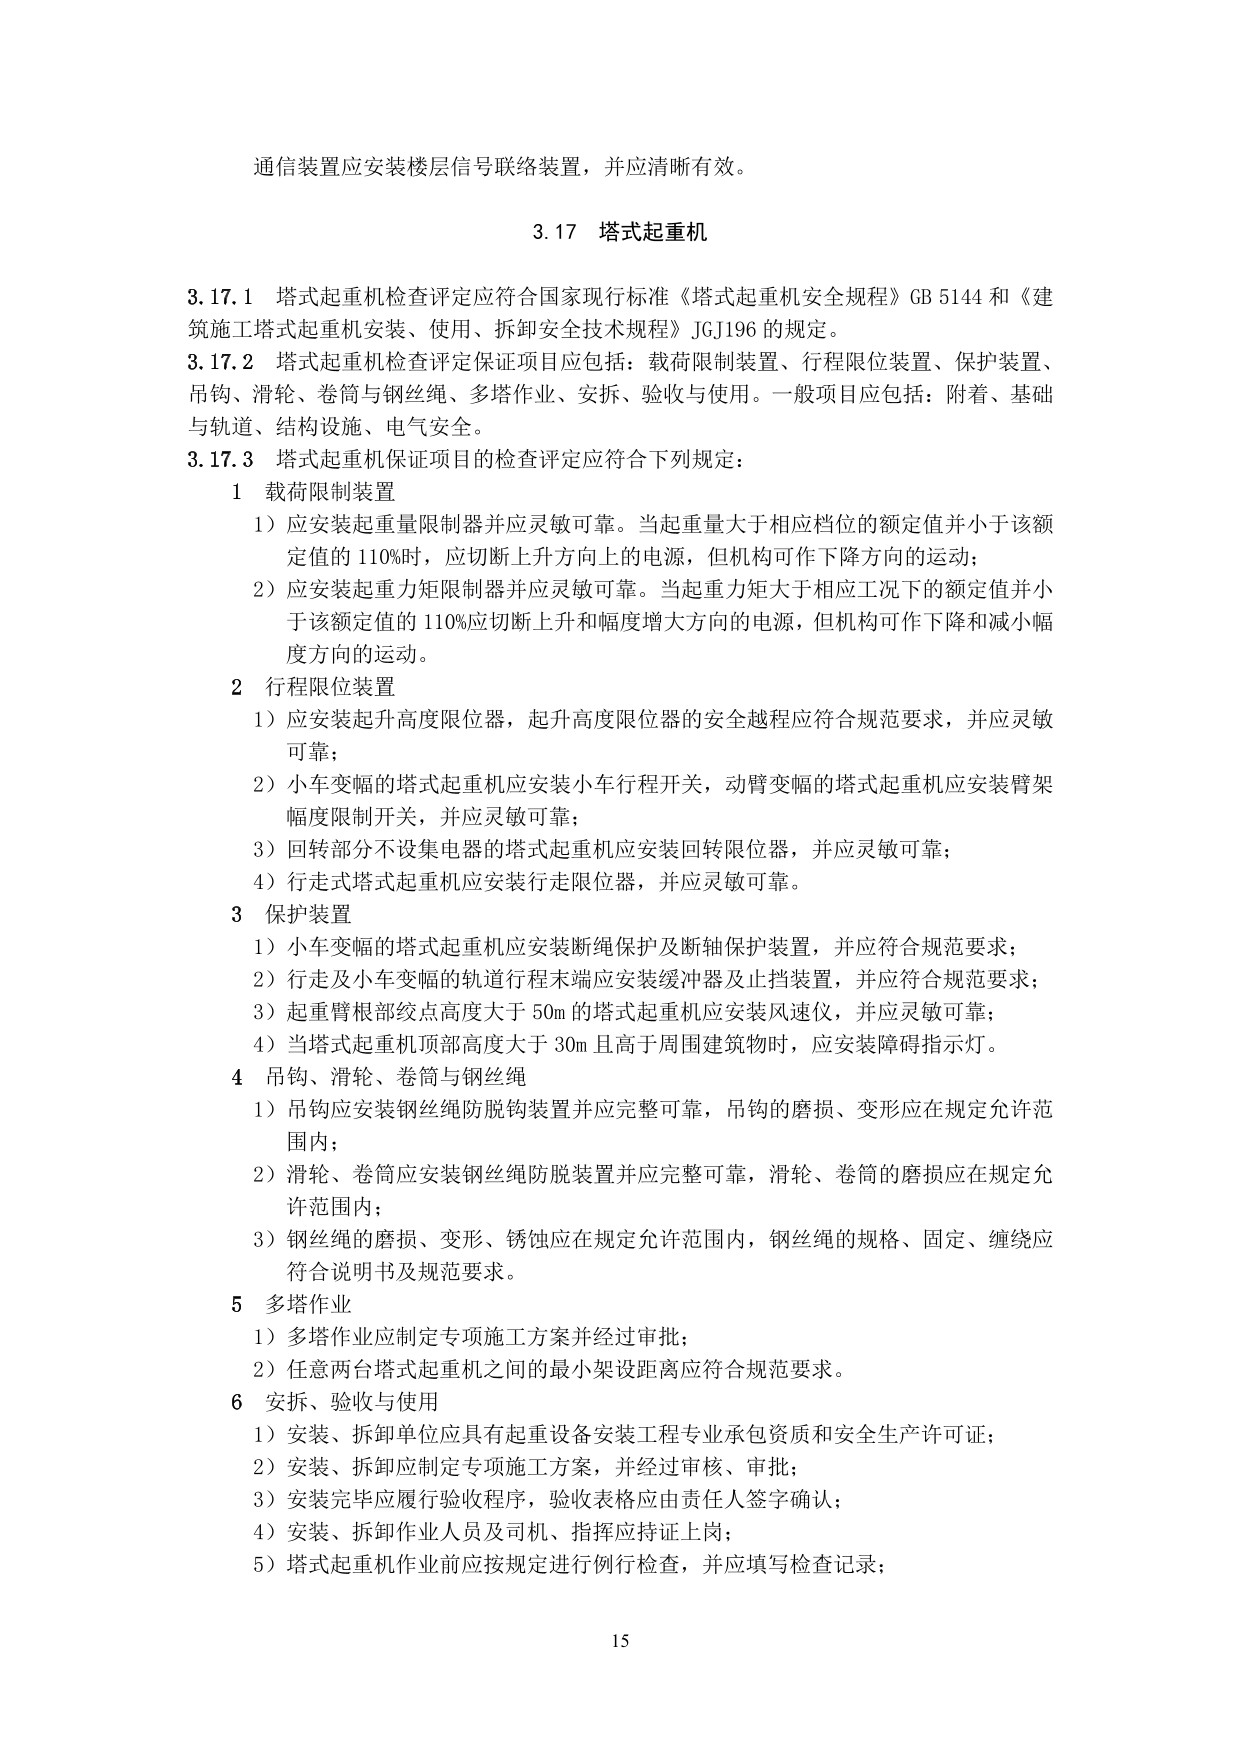 通信装置应安装楼层信号联络装置，并应清晰有效。
3.17 塔式起重机
3.17.1 塔式起重机检查评定应符合国家现行标准《塔式起重机安全规程》GB 5144 和《建
筑施工塔式起重机安装、使用、拆卸安全技术规程》JGJ196 的规定。
3.17.2 塔式起重机检查评定保证项目应包括：载荷限制装置、行程限位装置、保护装置、
吊钩、滑轮、卷筒与钢丝绳、多塔作业、安拆、验收与使用。一般项目应包括：附着、基础
与轨道、结构设施、电气安全。
3.17.3 塔式起重机保证项目的检查评定应符合下列规定：
1 载荷限制装置
1）应安装起重量限制器并应灵敏可靠。当起重量大于相应档位的额定值并小于该额
定值的 110%时，应切断上升方向上的电源，但机构可作下降方向的运动；
2）应安装起重力矩限制器并应灵敏可靠。当起重力矩大于相应工况下的额定值并小
于该额定值的 110%应切断上升和幅度增大方向的电源，但机构可作下降和减小幅
度方向的运动。
2 行程限位装置
1）应安装起升高度限位器，起升高度限位器的安全越程应符合规范要求，并应灵敏
可靠；
2）小车变幅的塔式起重机应安装小车行程开关，动臂变幅的塔式起重机应安装臂架
幅度限制开关，并应灵敏可靠；
3）回转部分不设集电器的塔式起重机应安装回转限位器，并应灵敏可靠；
4）行走式塔式起重机应安装行走限位器，并应灵敏可靠。
3 保护装置
1）小车变幅的塔式起重机应安装断绳保护及断轴保护装置，并应符合规范要求；
2）行走及小车变幅的轨道行程末端应安装缓冲器及止挡装置，并应符合规范要求；
3）起重臂根部绞点高度大于 50m 的塔式起重机应安装风速仪，并应灵敏可靠；
4）当塔式起重机顶部高度大于 30m 且高于周围建筑物时，应安装障碍指示灯。
4 吊钩、滑轮、卷筒与钢丝绳
1）吊钩应安装钢丝绳防脱钩装置并应完整可靠，吊钩的磨损、变形应在规定允许范
围内；
2）滑轮、卷筒应安装钢丝绳防脱装置并应完整可靠，滑轮、卷筒的磨损应在规定允
许范围内；
3）钢丝绳的磨损、变形、锈蚀应在规定允许范围内，钢丝绳的规格、固定、缠绕应
符合说明书及规范要求。
5 多塔作业
1）多塔作业应制定专项施工方案并经过审批；
2）任意两台塔式起重机之间的最小架设距离应符合规范要求。
6 安拆、验收与使用
1）安装、拆卸单位应具有起重设备安装工程专业承包资质和安全生产许可证；
2）安装、拆卸应制定专项施工方案，并经过审核、审批；
3）安装完毕应履行验收程序，验收表格应由责任人签字确认；
4）安装、拆卸作业人员及司机、指挥应持证上岗；
5）塔式起重机作业前应按规定进行例行检查，并应填写检查记录；
15